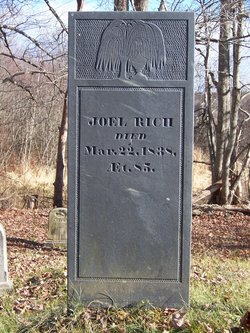 JOEL RICH
DIED
Mar. 22, 1838.
Æt. 85.